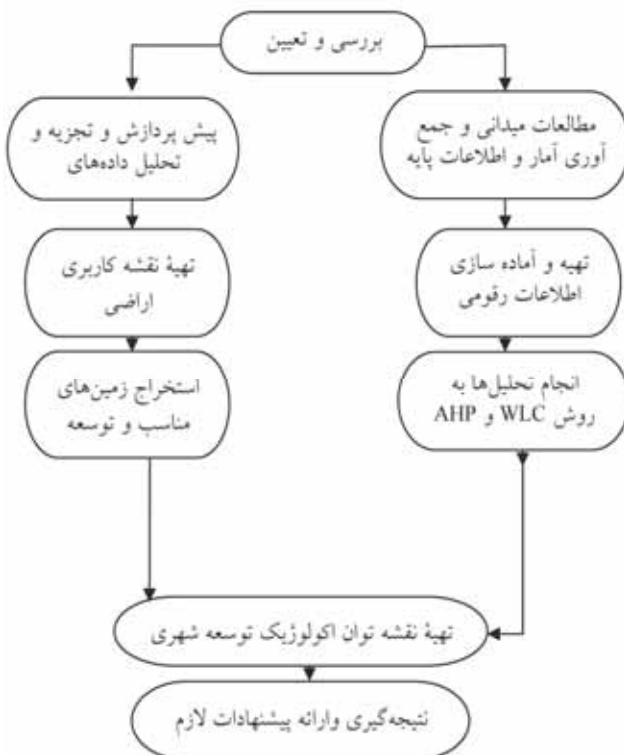 بررسی و تعیین
مطالعات میدانی و جمع
آوری آمار و اطلاعات پایه
تهیه و آماده سازی
اطلاعات رقومی
انجام تحلیل‌ها به
روش WLC و AHP
پیش پردازش و تجزیه و
تحلیل داده‌های
تهیۀ نقشه کاربری
اراضی
استخراج زمین‌های
مناسب و توسعه
تهیۀ نقشه توان اکولوژیک توسعه شهری
نتیجه‌گیری وارائه پیشنهادات لازم